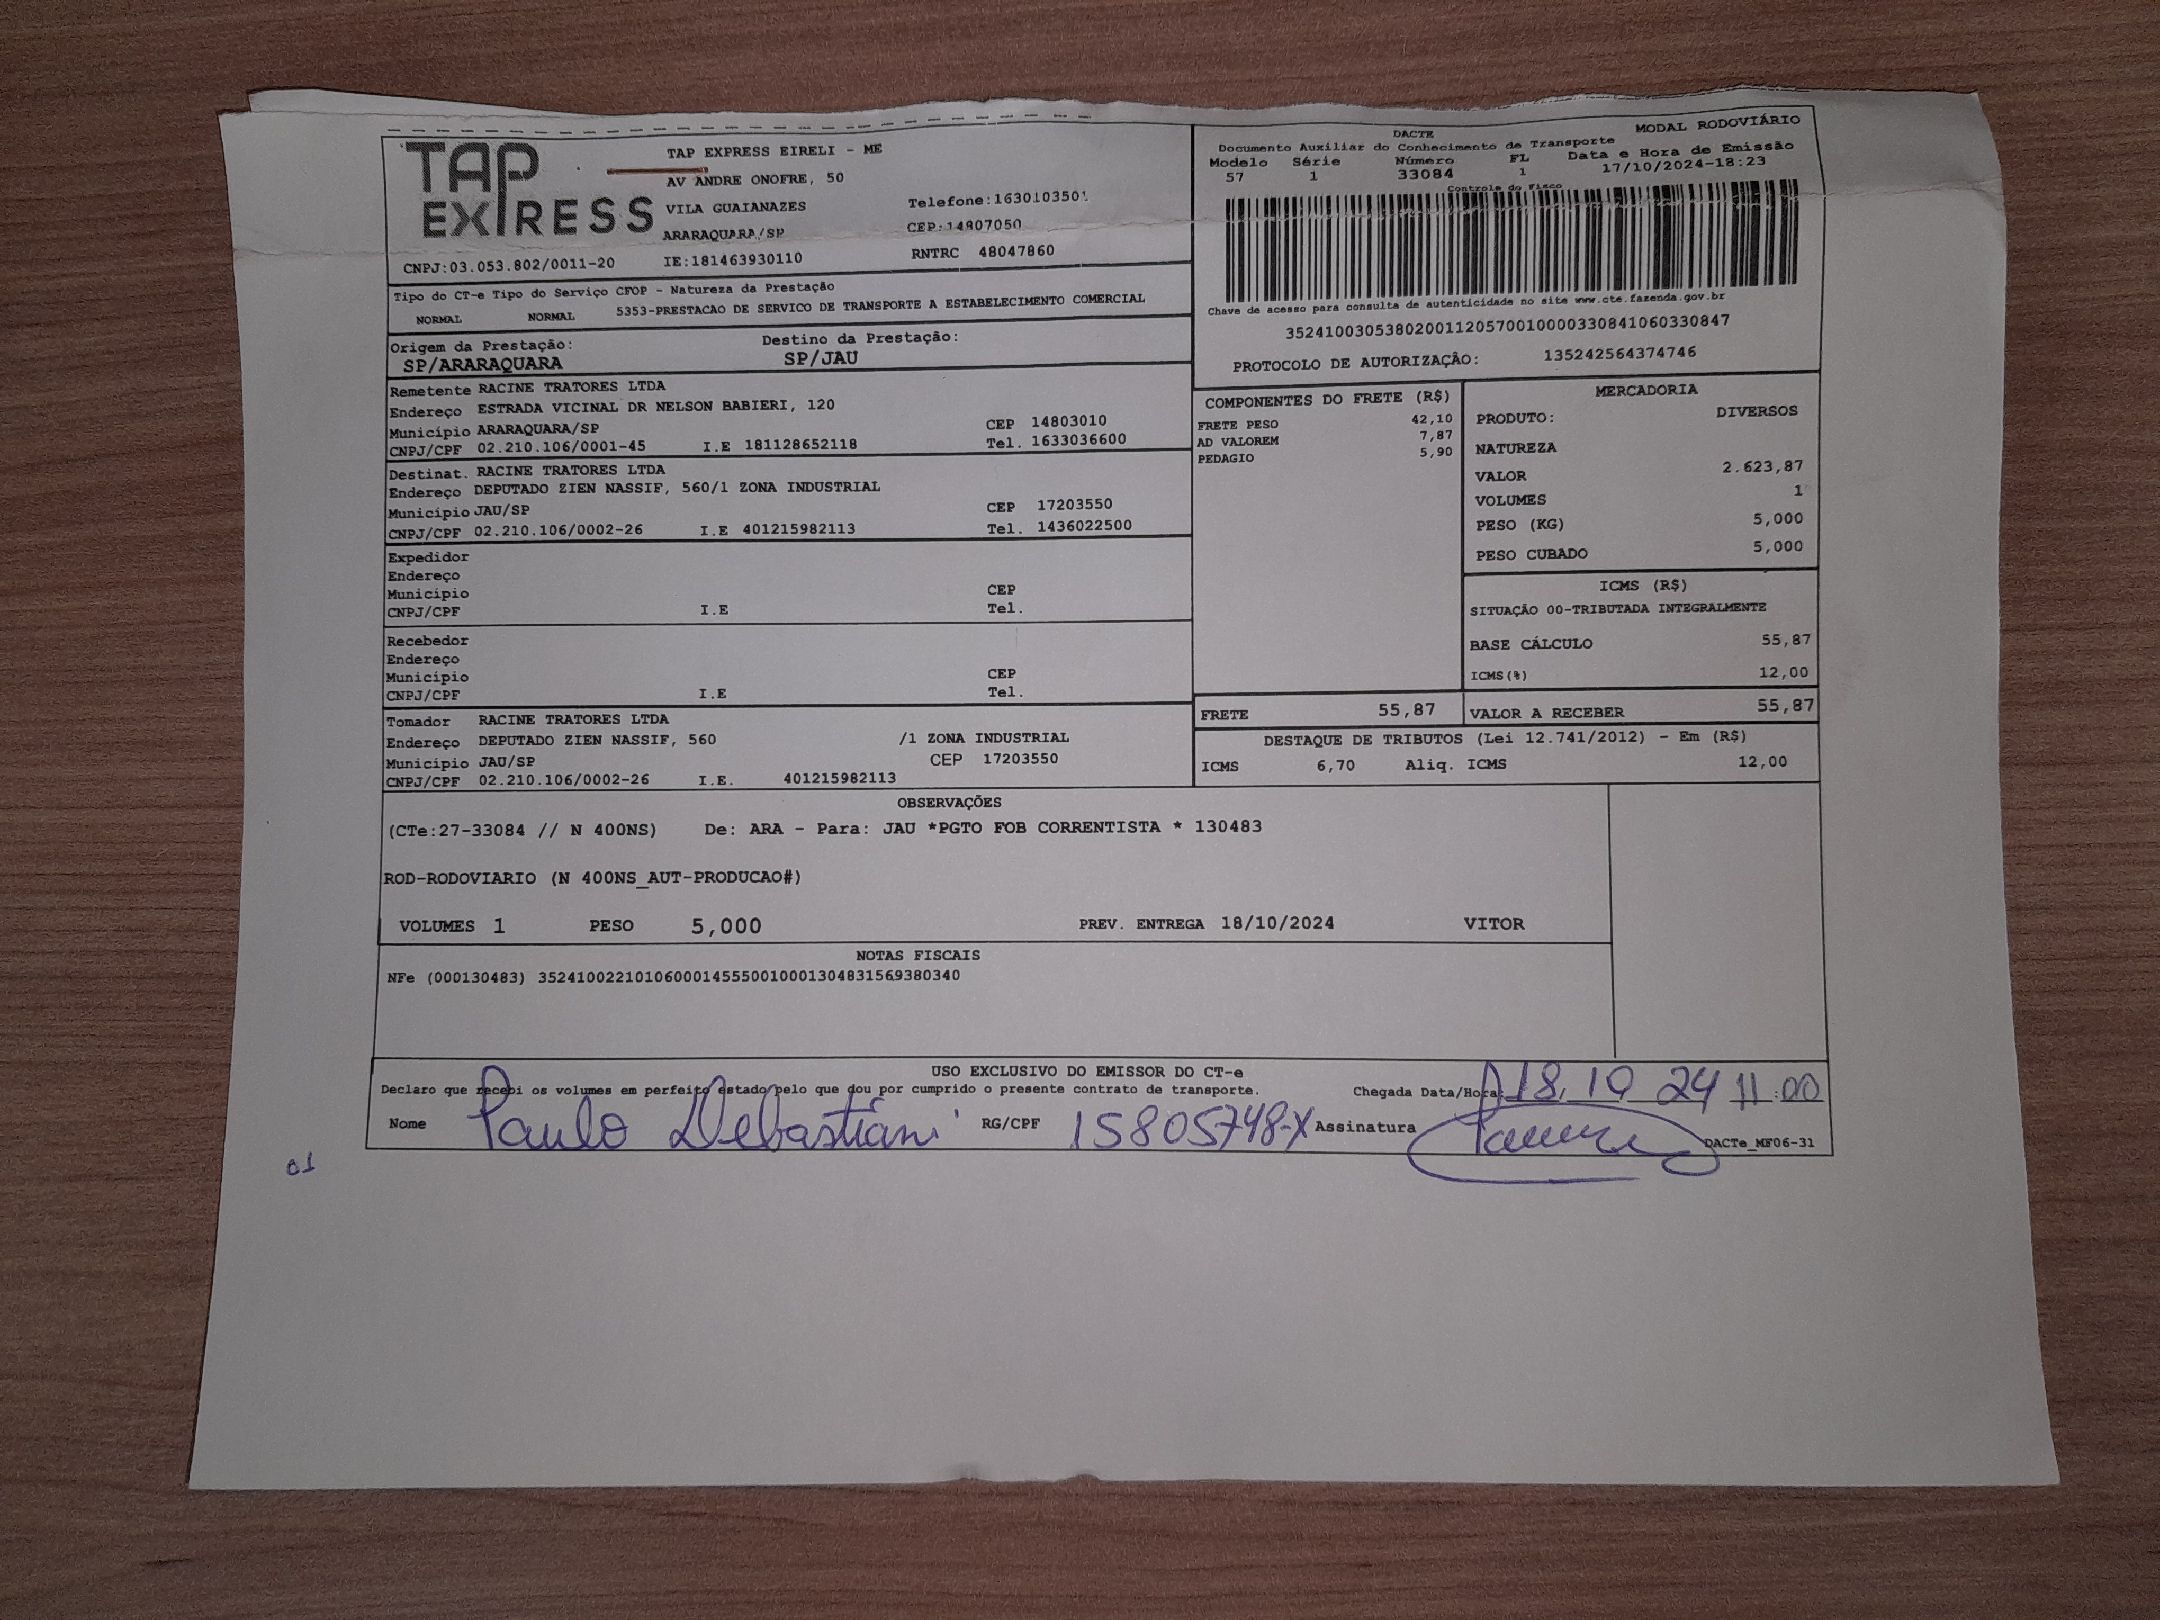 TAP EXPRESS
TAP EXPRESS EIRELI - ME
AV ANDRE ONOFRE, 50
VILA GUAIANAZES Telefone:1630103501
ARARAQUARA/SP CEP:14807050
CNPJ:03.053.802/0011-20 IE:181463930110 RNTRC 48047860
Tipo do CT-e Tipo do Serviço CFOP - Natureza da Prestação
NORMAL NORMAL 5353-PRESTACAO DE SERVICO DE TRANSPORTE A ESTABELECIMENTO COMERCIAL
Origem da Prestação: Destino da Prestação:
SP/ARARAQUARA SP/JAU
DACTE MODAL RODOVIÁRIO
Documento Auxiliar do Conhecimento de Transporte
Modelo Série Número FL Data e Hora de Emissão
57 1 33084 1 17/10/2024-18:23
Controle do Fisco
Chave de acesso para consulta de autenticidade no site www.cte.fazenda.gov.br
35241003053802001120570010000330841060330847
PROTOCOLO DE AUTORIZAÇÃO: 135242564374746
Remetente RACINE TRATORES LTDA
Endereço ESTRADA VICINAL DR NELSON BABIERI, 120
Município ARARAQUARA/SP CEP 14803010
CNPJ/CPF 02.210.106/0001-45 I.E 181128652118 Tel. 1633036600
Destinat. RACINE TRATORES LTDA
Endereço DEPUTADO ZIEN NASSIF, 560/1 ZONA INDUSTRIAL
Município JAU/SP CEP 17203550
CNPJ/CPF 02.210.106/0002-26 I.E 401215982113 Tel. 1436022500
Expedidor
Endereço
Município CEP
CNPJ/CPF I.E Tel.
Recebedor
Endereço
Município CEP
CNPJ/CPF I.E Tel.
Tomador RACINE TRATORES LTDA
Endereço DEPUTADO ZIEN NASSIF, 560 /1 ZONA INDUSTRIAL
Município JAU/SP CEP 17203550
CNPJ/CPF 02.210.106/0002-26 I.E. 401215982113
COMPONENTES DO FRETE (R$)
FRETE PESO 42,10
AD VALOREM 7,87
PEDAGIO 5,90
MERCADORIA
PRODUTO: DIVERSOS
NATUREZA
VALOR 2.623,87
VOLUMES 1
PESO (KG) 5,000
PESO CUBADO 5,000
ICMS (R$)
SITUAÇÃO 00-TRIBUTADA INTEGRALMENTE
BASE CÁLCULO 55,87
ICMS(%) 12,00
FRETE 55,87 VALOR A RECEBER 55,87
DESTAQUE DE TRIBUTOS (Lei 12.741/2012) - Em (R$)
ICMS 6,70 Aliq. ICMS 12,00
OBSERVAÇÕES
(CTe:27-33084 // N 400NS) De: ARA - Para: JAU *PGTO FOB CORRENTISTA * 130483
ROD-RODOVIARIO (N 400NS_AUT-PRODUCAO#)
VOLUMES 1 PESO 5,000 PREV. ENTREGA 18/10/2024 VITOR
NOTAS FISCAIS
NFe (000130483) 35241002210106000145550010001304831569380340
USO EXCLUSIVO DO EMISSOR DO CT-e
Declaro que recebi os volumes em perfeito estado pelo que dou por cumprido o presente contrato de transporte. Chegada Data/Hora: 18 10 24 11:00
Nome Paulo Debastiani RG/CPF 15805748-X Assinatura
DACTe_MF06-31
01